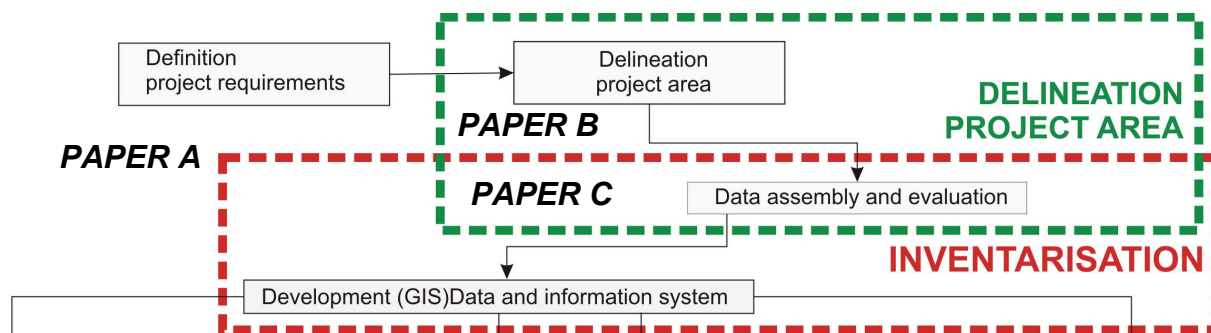 Definition
project requirements
Delineation
project area
DELINEATION
PROJECT AREA
PAPER B
PAPER A
PAPER C
Data assembly and evaluation
INVENTARISATION
Development (GIS)Data and information system